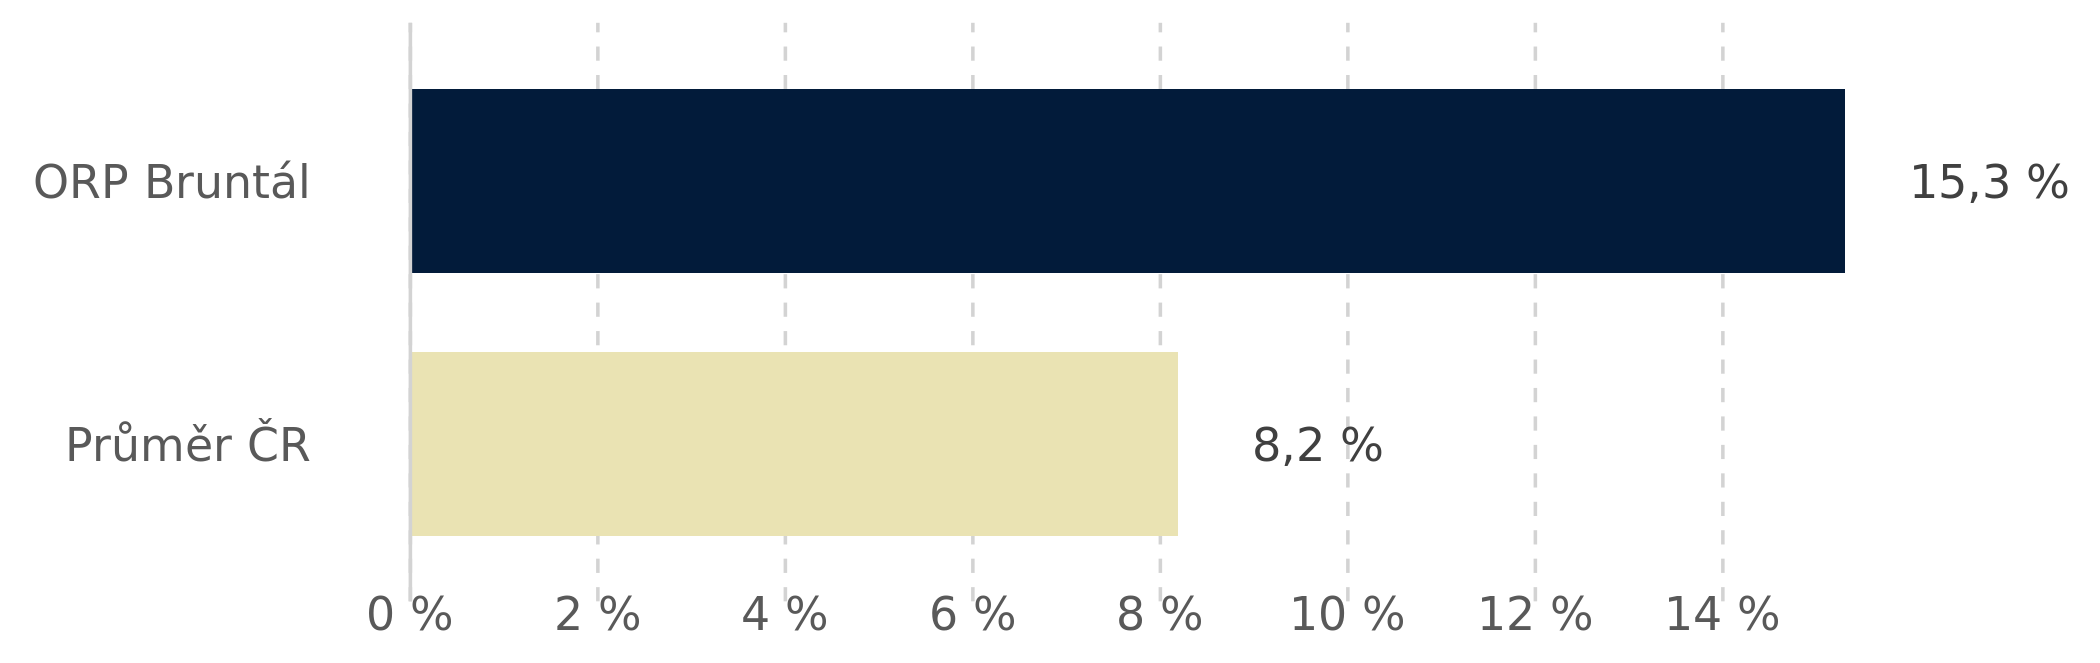 ORP Bruntál
15,3 %
Průměr ČR
8,2 %
0 % 2 % 4 % 6 % 8 % 10 % 12 % 14 %